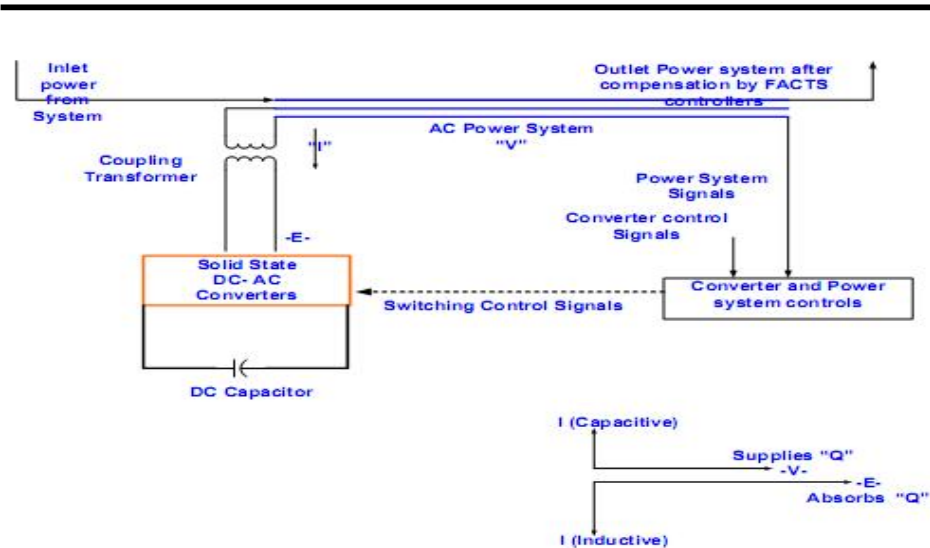 Inlet
power
from
System
Outlet Power system after
compensation by FACTS
controllers
AC Power System
"V"
"I"
Coupling
Transformer
Power System
Signals
Converter control
Signals
-E-
Solid State
DC- AC
Converters
Converter and Power
system controls
Switching Control Signals
DC Capacitor
I (Capacitive)
Supplies "Q"
-V-
-E-
Absorbs "Q"
I (Inductive)